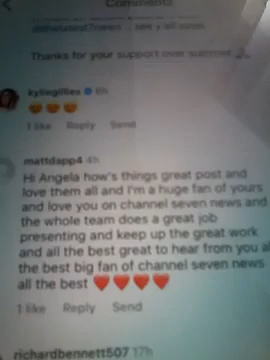 Comments
Thanks for your support over summer
kyliegillies 6h
1 like Reply Send
mattdapp4 4h
Hi Angela how's things great post and
love them all and I'm a huge fan of yours
and love you on channel seven news and
the whole team does a great job
presenting and keep up the great work
and all the best great to hear from you al
the best big fan of channel seven news
all the best ❤️❤️❤️❤️
1 like Reply Send
richardbennett507 17h